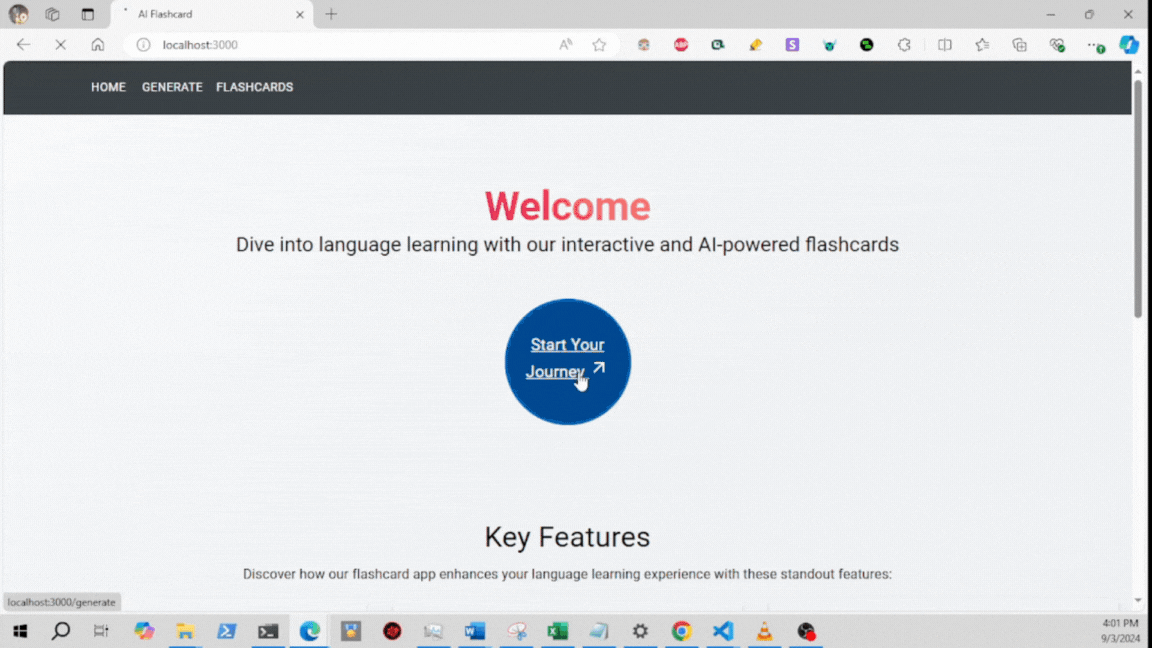 AI Flashcard
localhost:3000
HOME GENERATE FLASHCARDS
Welcome
Dive into language learning with our interactive and AI-powered flashcards
Start Your
Journey
Key Features
Discover how our flashcard app enhances your language learning experience with these standout features:
localhost:3000/generate
4:01 PM
9/3/2024